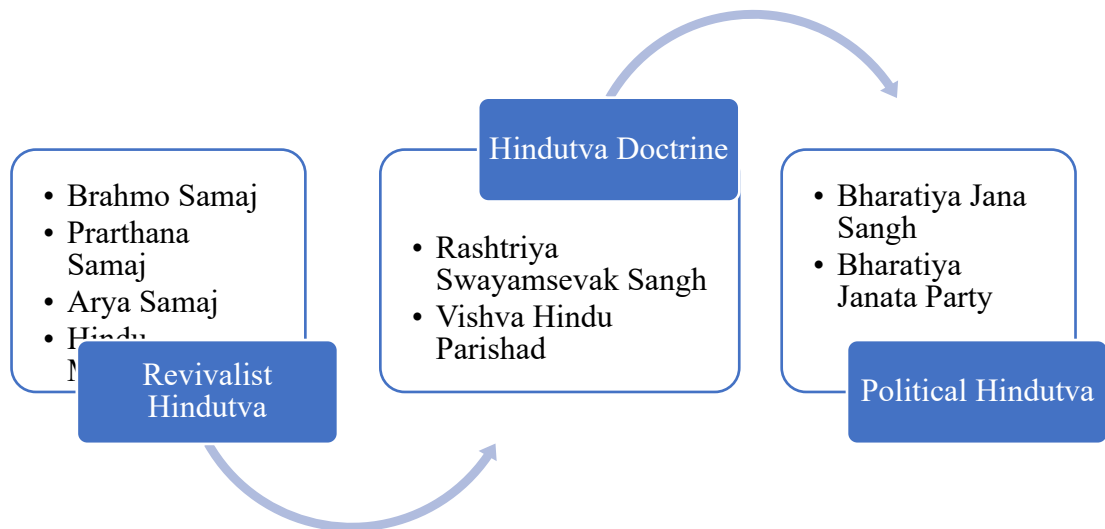 • Brahmo Samaj
• Prarthana
Samaj
• Arya Samaj
• Hindu
Revivalist
Hindutva
Hindutva Doctrine
• Rashtriya
Swayamsevak Sangh
• Vishva Hindu
Parishad
• Bharatiya Jana
Sangh
• Bharatiya
Janata Party
Political Hindutva